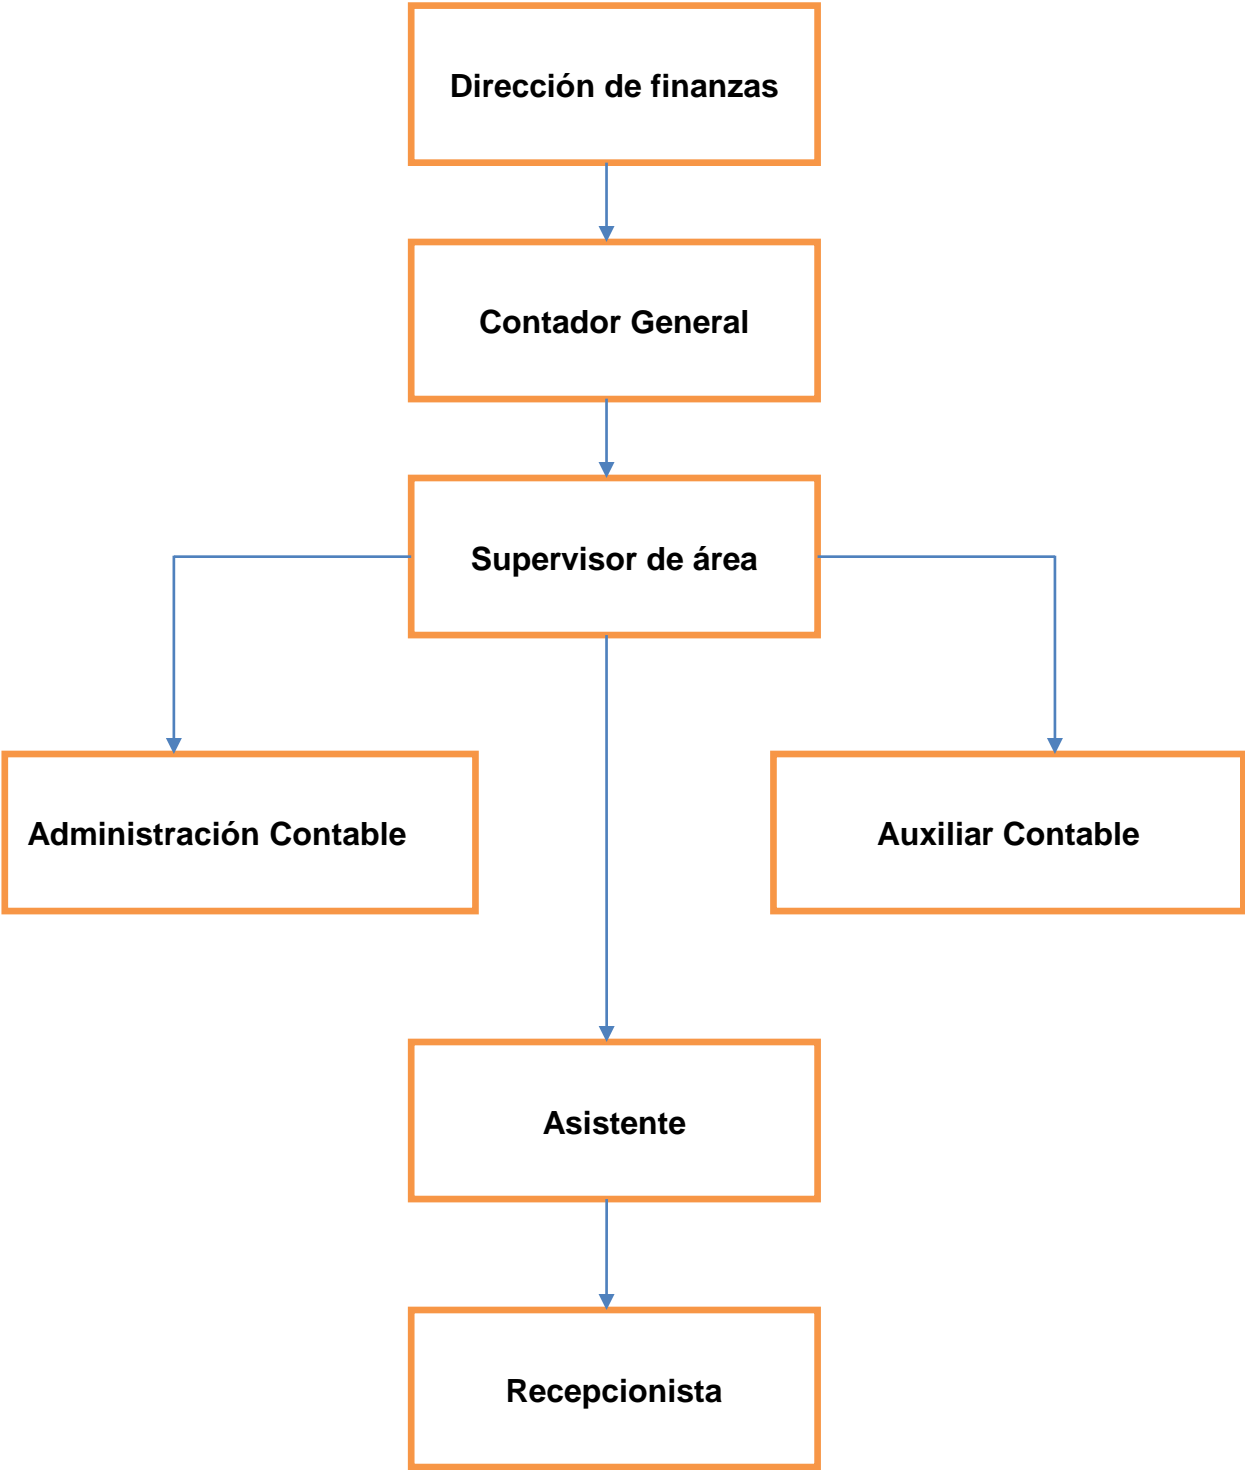 Dirección de finanzas
Contador General
Supervisor de área
Administración Contable
Auxiliar Contable
Asistente
Recepcionista